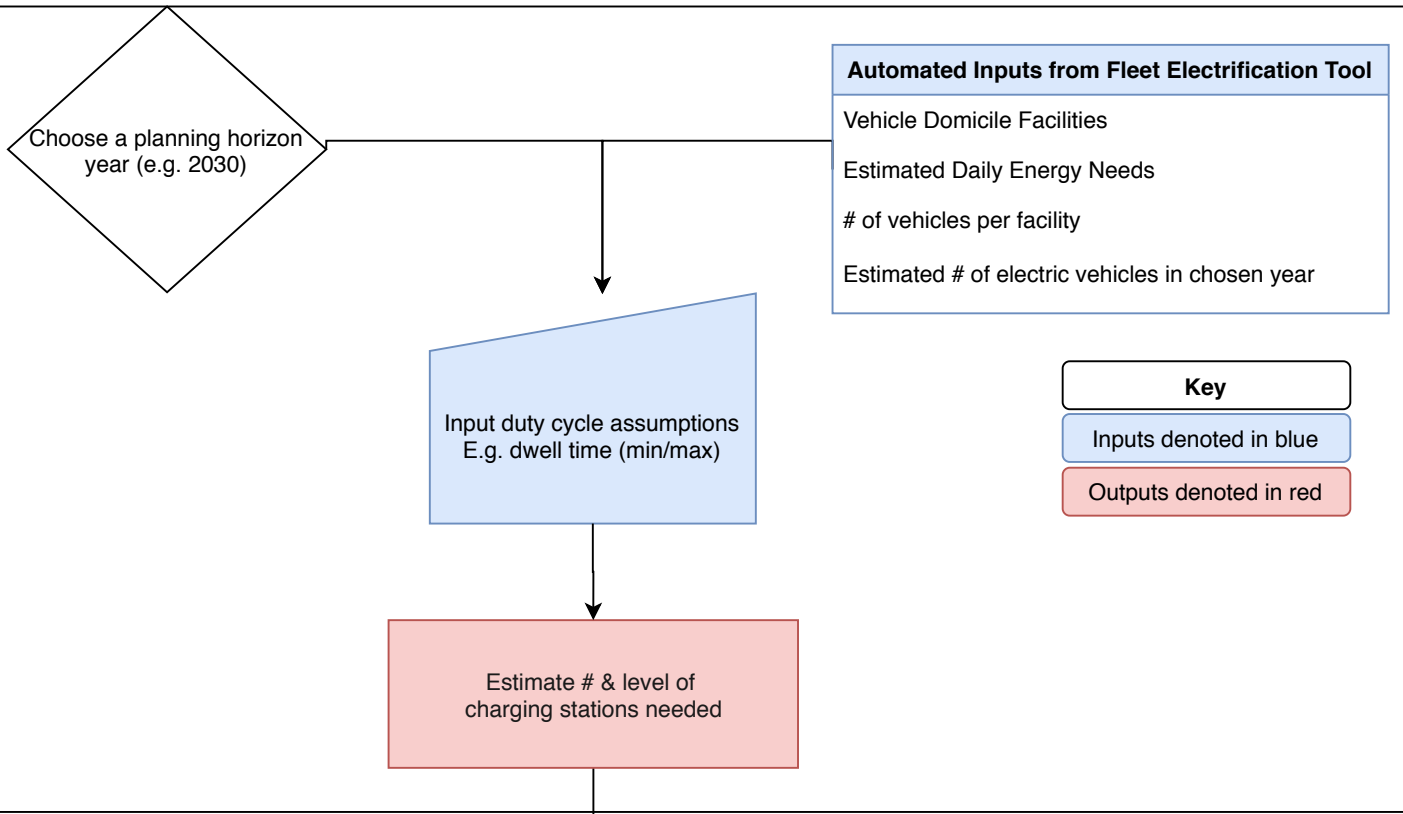 Choose a planning horizon
year (e.g. 2030)
Automated Inputs from Fleet Electrification Tool
Vehicle Domicile Facilities
Estimated Daily Energy Needs
# of vehicles per facility
Estimated # of electric vehicles in chosen year
Key
Inputs denoted in blue
Outputs denoted in red
Input duty cycle assumptions
E.g. dwell time (min/max)
Estimate # & level of
charging stations needed